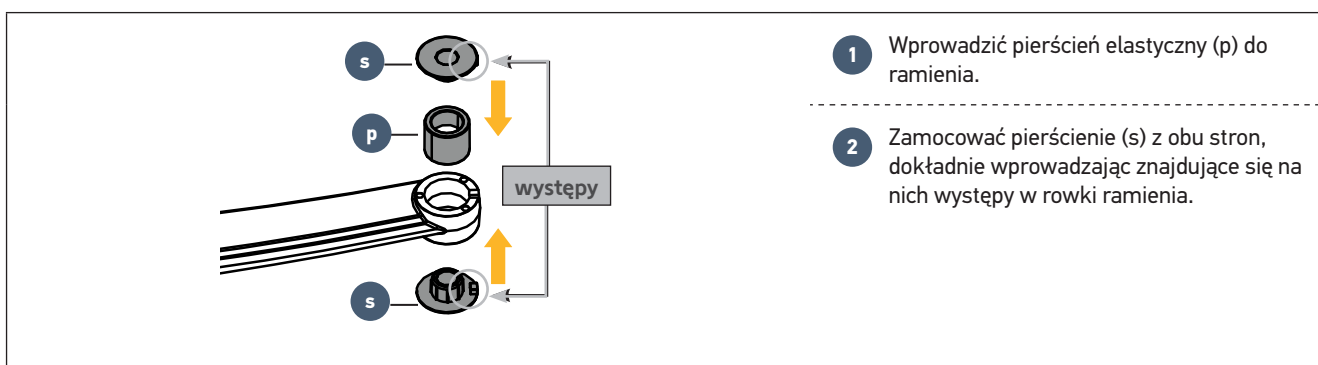 s
p
występy
s
1 Wprowadzić pierścień elastyczny (p) do
ramienia.
2 Zamocować pierścienie (s) z obu stron,
dokładnie wprowadzając znajdujące się na
nich występy w rowki ramienia.